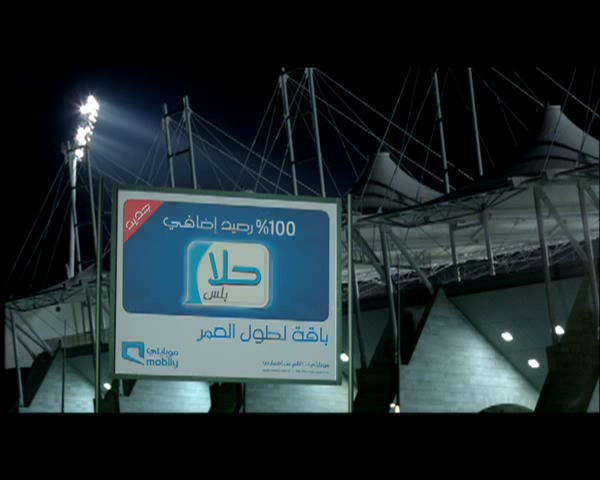 جديد
100% رصيد إضافي
حلا
بلس
باقة لطول العمر
موبايلي
mobily